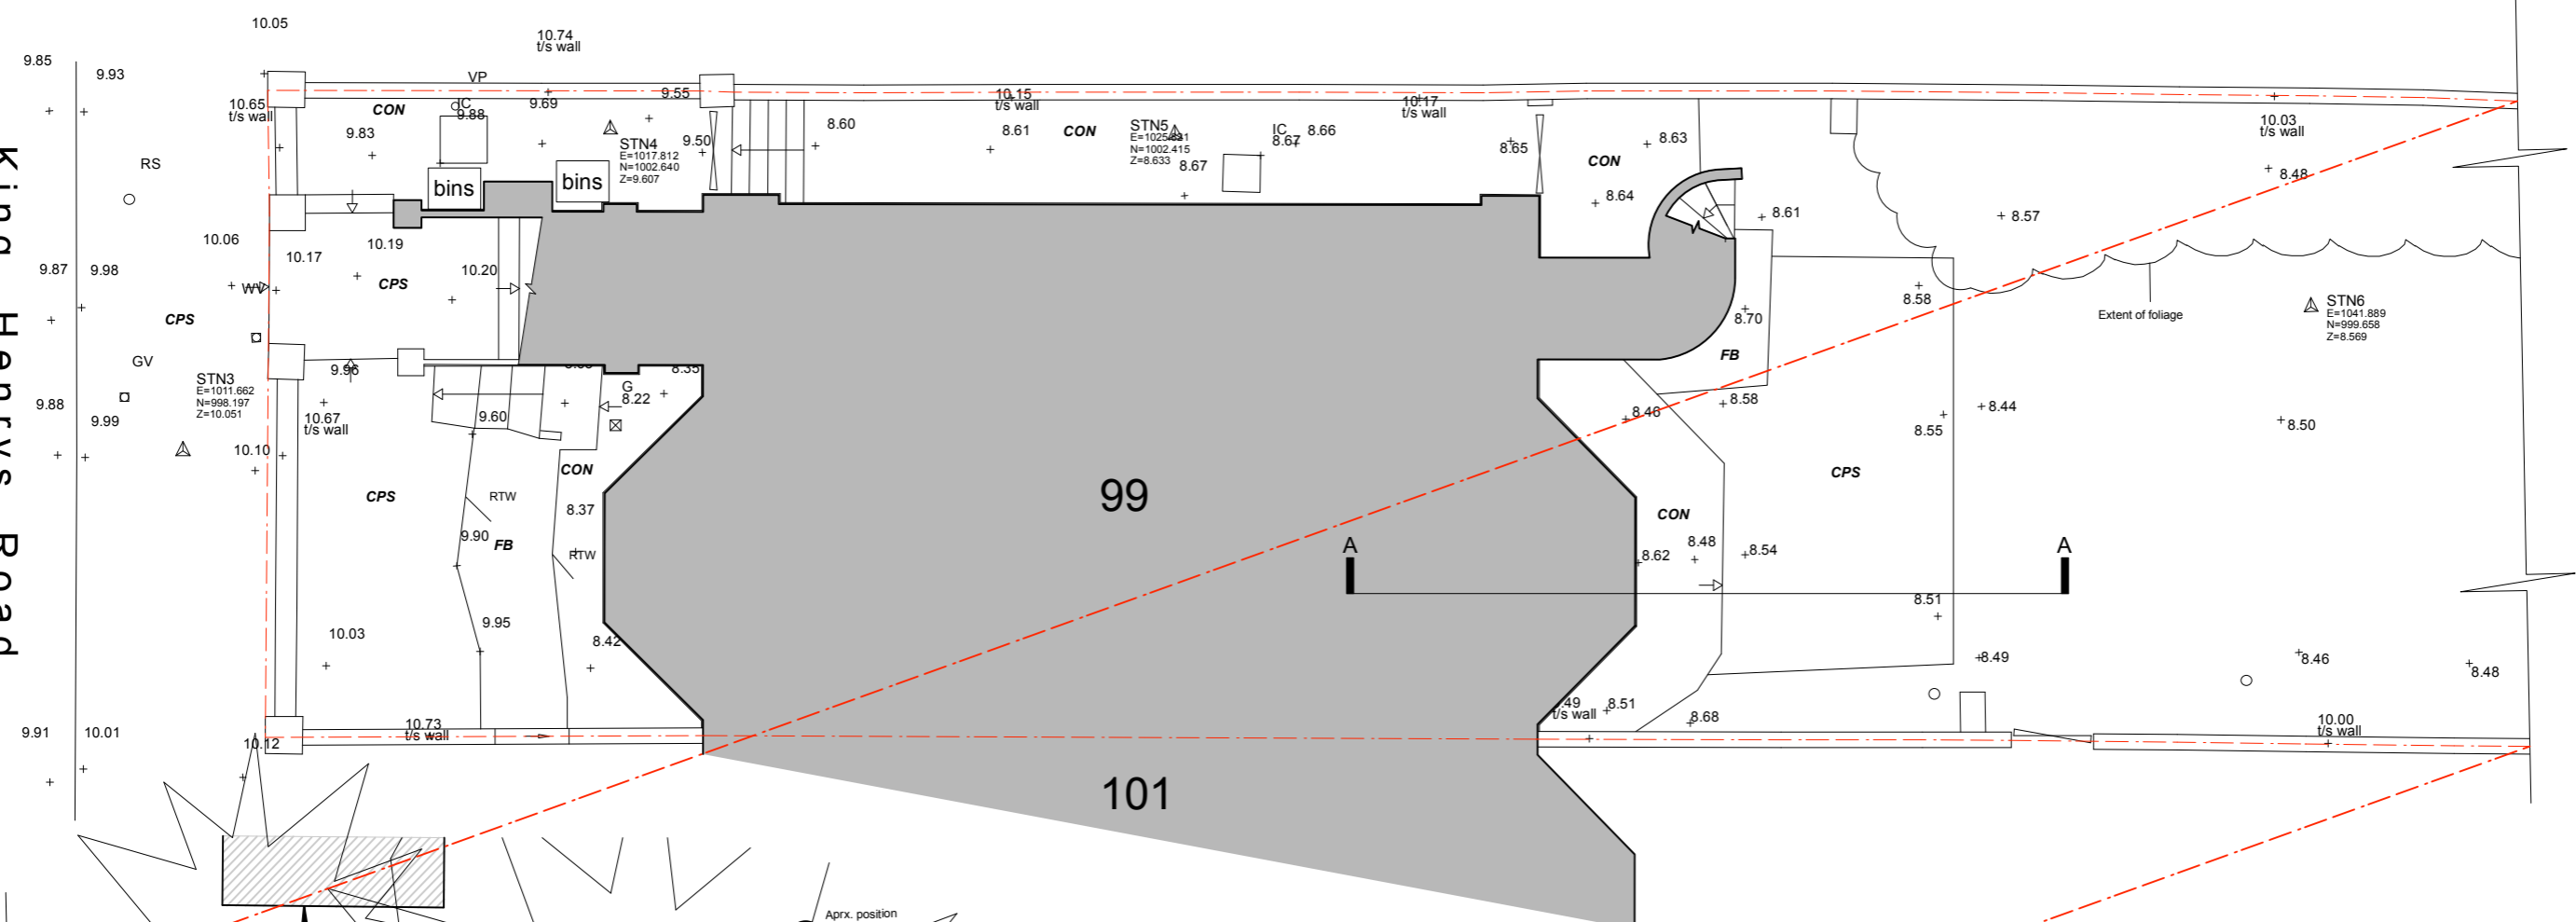 10.05
10.74
t/s wall
9.85
9.93
VP
10.65
t/s wall
CON
IC
9.88
9.69
9.55
10.15
t/s wall
10.17
t/s wall
10.03
t/s wall
9.83
9.50
8.60
8.61
CON
STN5
N=1002.415
Z=8.633
8.67
IC
8.67
8.66
8.65
CON
8.63
8.64
8.48
STN4
E=1017.812
N=1002.640
Z=9.607
bins
bins
RS
King Henrys Road
10.06
10.17
10.19
10.20
CPS
8.61
8.57
9.87
9.98
WV
CPS
8.58
Extent of foliage
STN6
E=1041.889
N=999.658
Z=8.569
8.70
FB
GV
9.96
8.35
STN3
E=1011.662
N=998.197
Z=10.051
G
8.22
9.88
9.99
10.67
t/s wall
9.60
8.46
8.58
8.44
8.55
8.50
10.10
CON
CPS
RTW
99
CPS
8.37
CON
9.90
FB
RTW
A
A
8.62
8.48
8.54
8.51
10.03
9.95
8.42
8.49
8.46
8.48
.49
t/s wall
8.51
8.68
9.91
10.01
10.12
10.73
t/s wall
10.00
t/s wall
101
Aprx. position